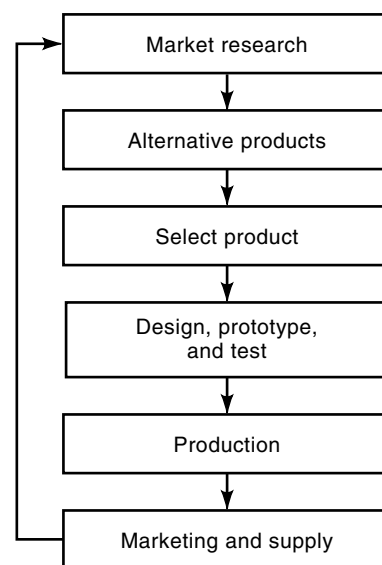 Market research
Alternative products
Select product
Design, prototype,
and test
Production
Marketing and supply